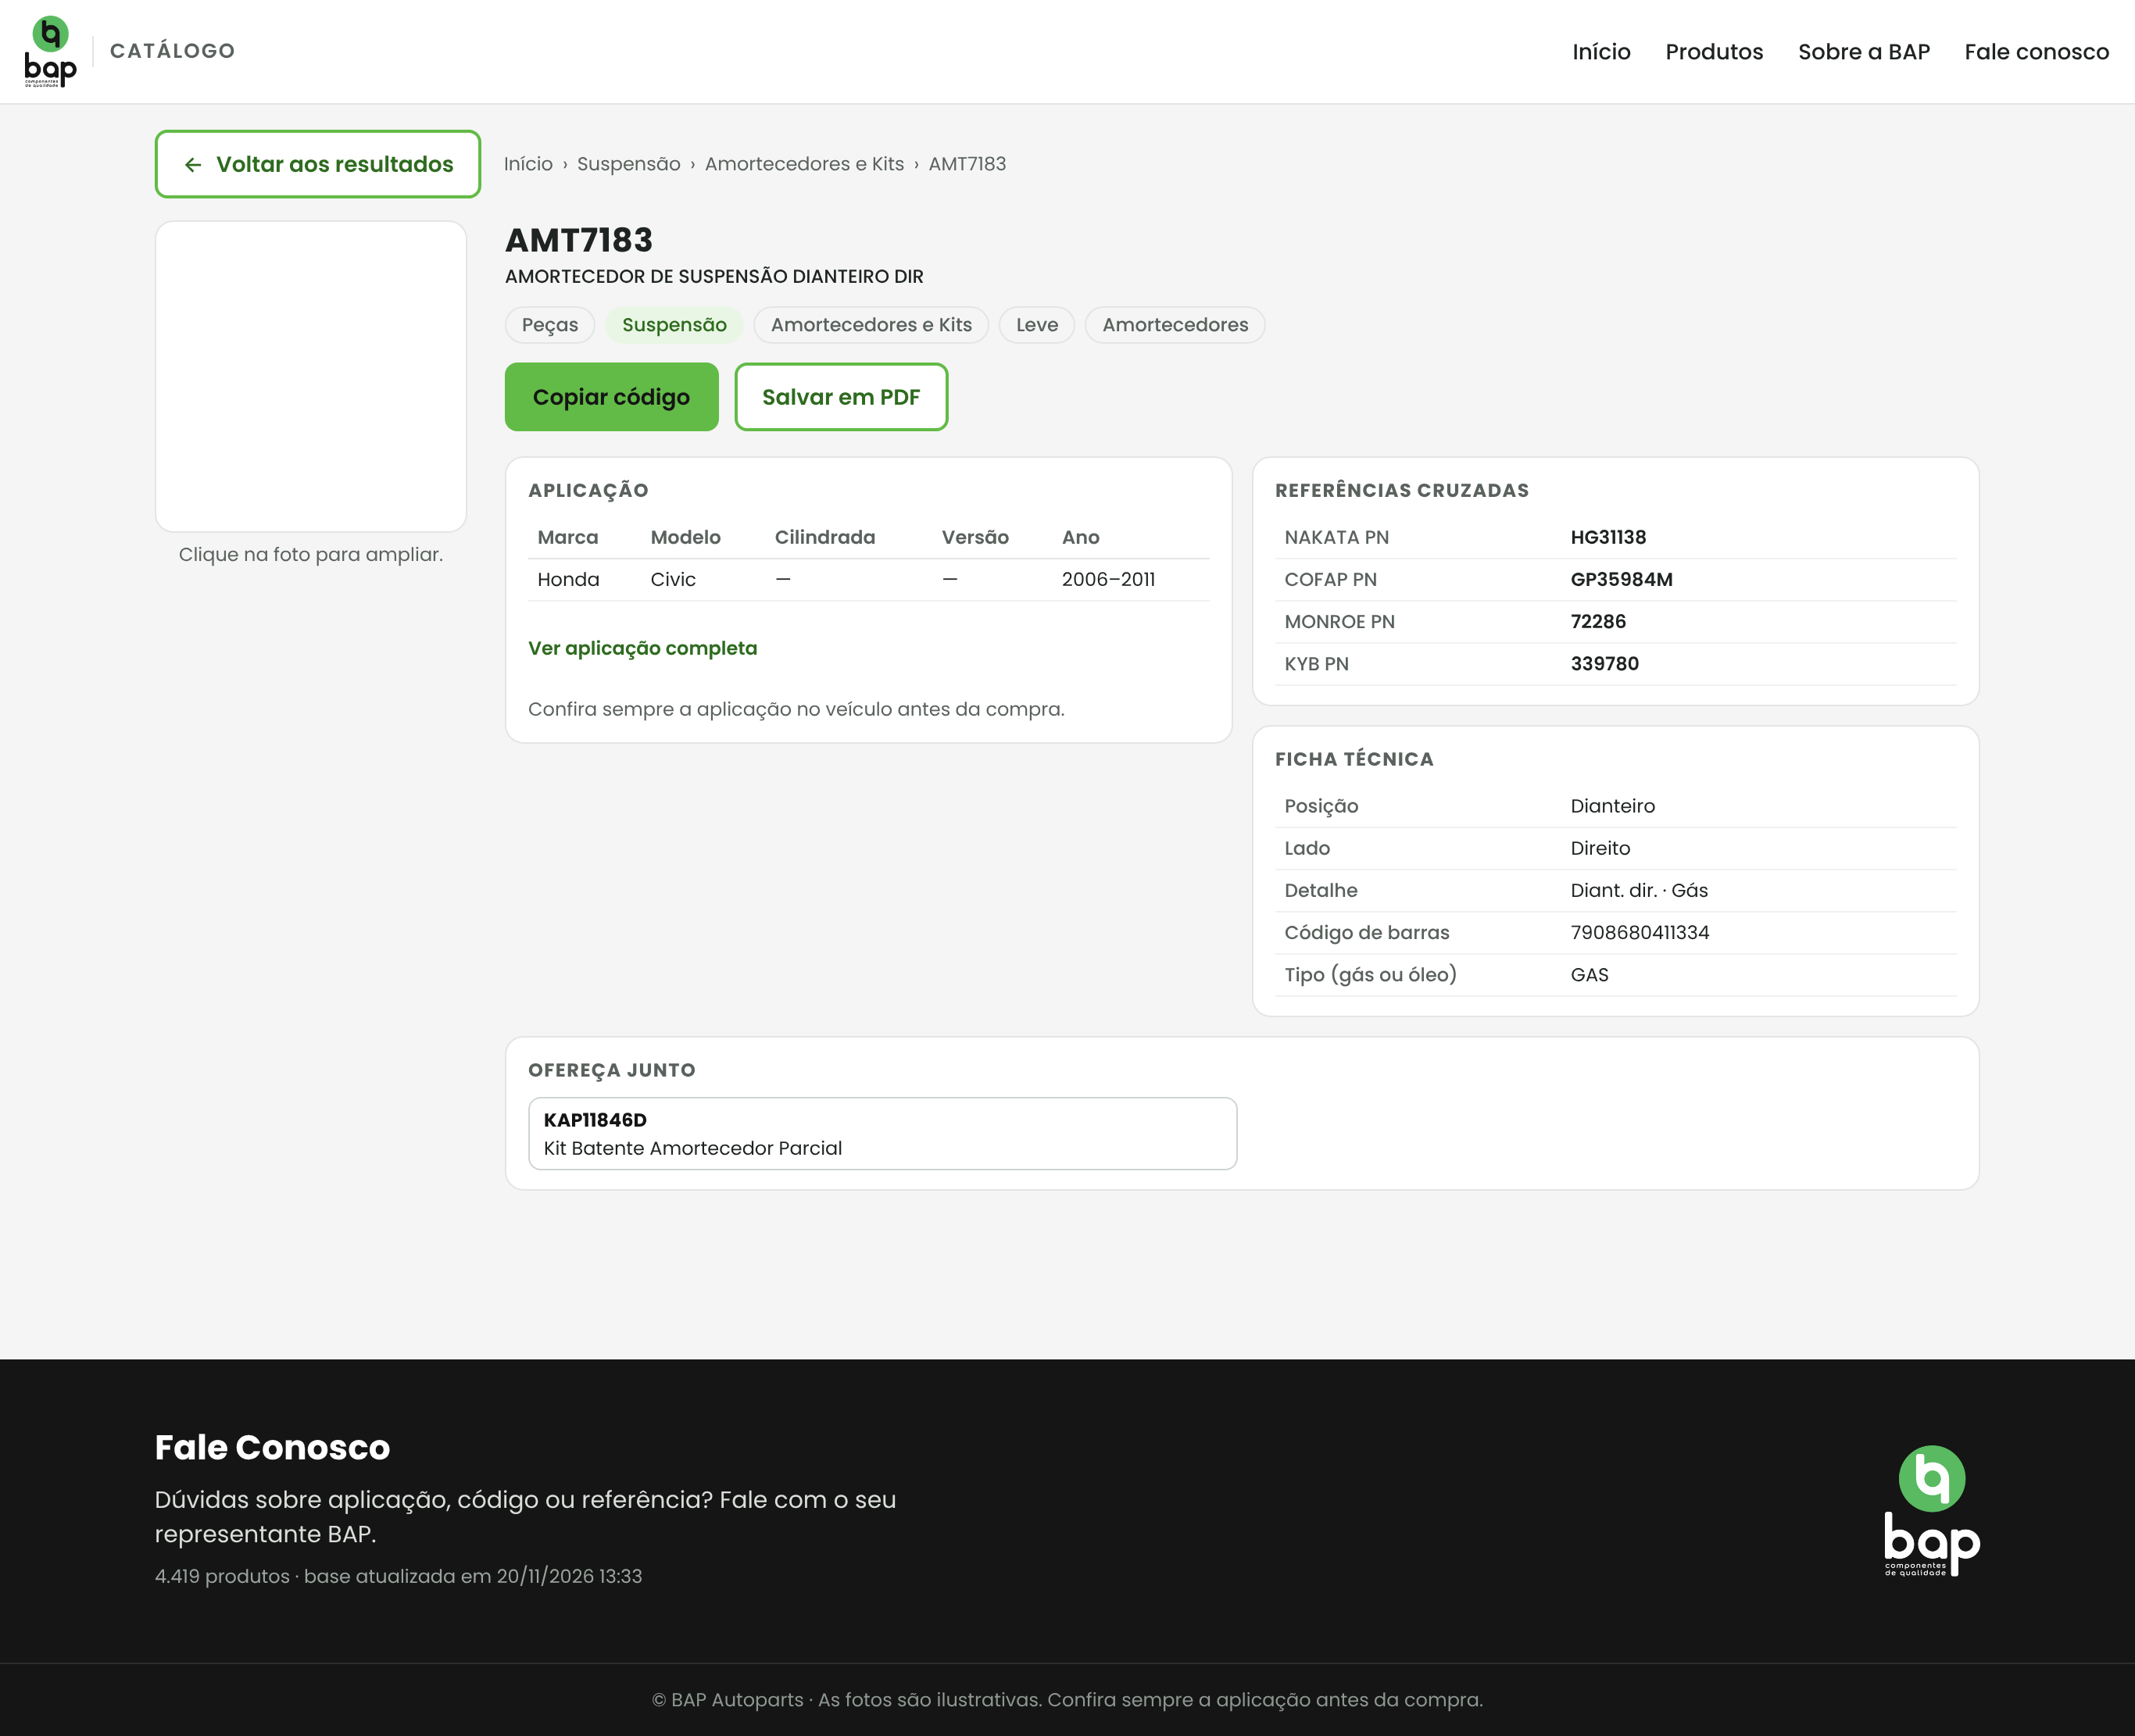 bap
componentes
de qualidade
CATÁLOGO
Início Produtos Sobre a BAP Fale conosco
← Voltar aos resultados
Início › Suspensão › Amortecedores e Kits › AMT7183
Clique na foto para ampliar.
AMT7183
AMORTECEDOR DE SUSPENSÃO DIANTEIRO DIR
Peças Suspensão Amortecedores e Kits Leve Amortecedores
Copiar código Salvar em PDF
APLICAÇÃO
Marca Modelo Cilindrada Versão Ano
Honda Civic — — 2006–2011
Ver aplicação completa
Confira sempre a aplicação no veículo antes da compra.
REFERÊNCIAS CRUZADAS
NAKATA PN HG31138
COFAP PN GP35984M
MONROE PN 72286
KYB PN 339780
FICHA TÉCNICA
Posição Dianteiro
Lado Direito
Detalhe Diant. dir. · Gás
Código de barras 7908680411334
Tipo (gás ou óleo) GAS
OFEREÇA JUNTO
KAP11846D
Kit Batente Amortecedor Parcial
Fale Conosco
Dúvidas sobre aplicação, código ou referência? Fale com o seu
representante BAP.
4.419 produtos · base atualizada em 20/11/2026 13:33
bap
componentes
de qualidade
© BAP Autoparts · As fotos são ilustrativas. Confira sempre a aplicação antes da compra.